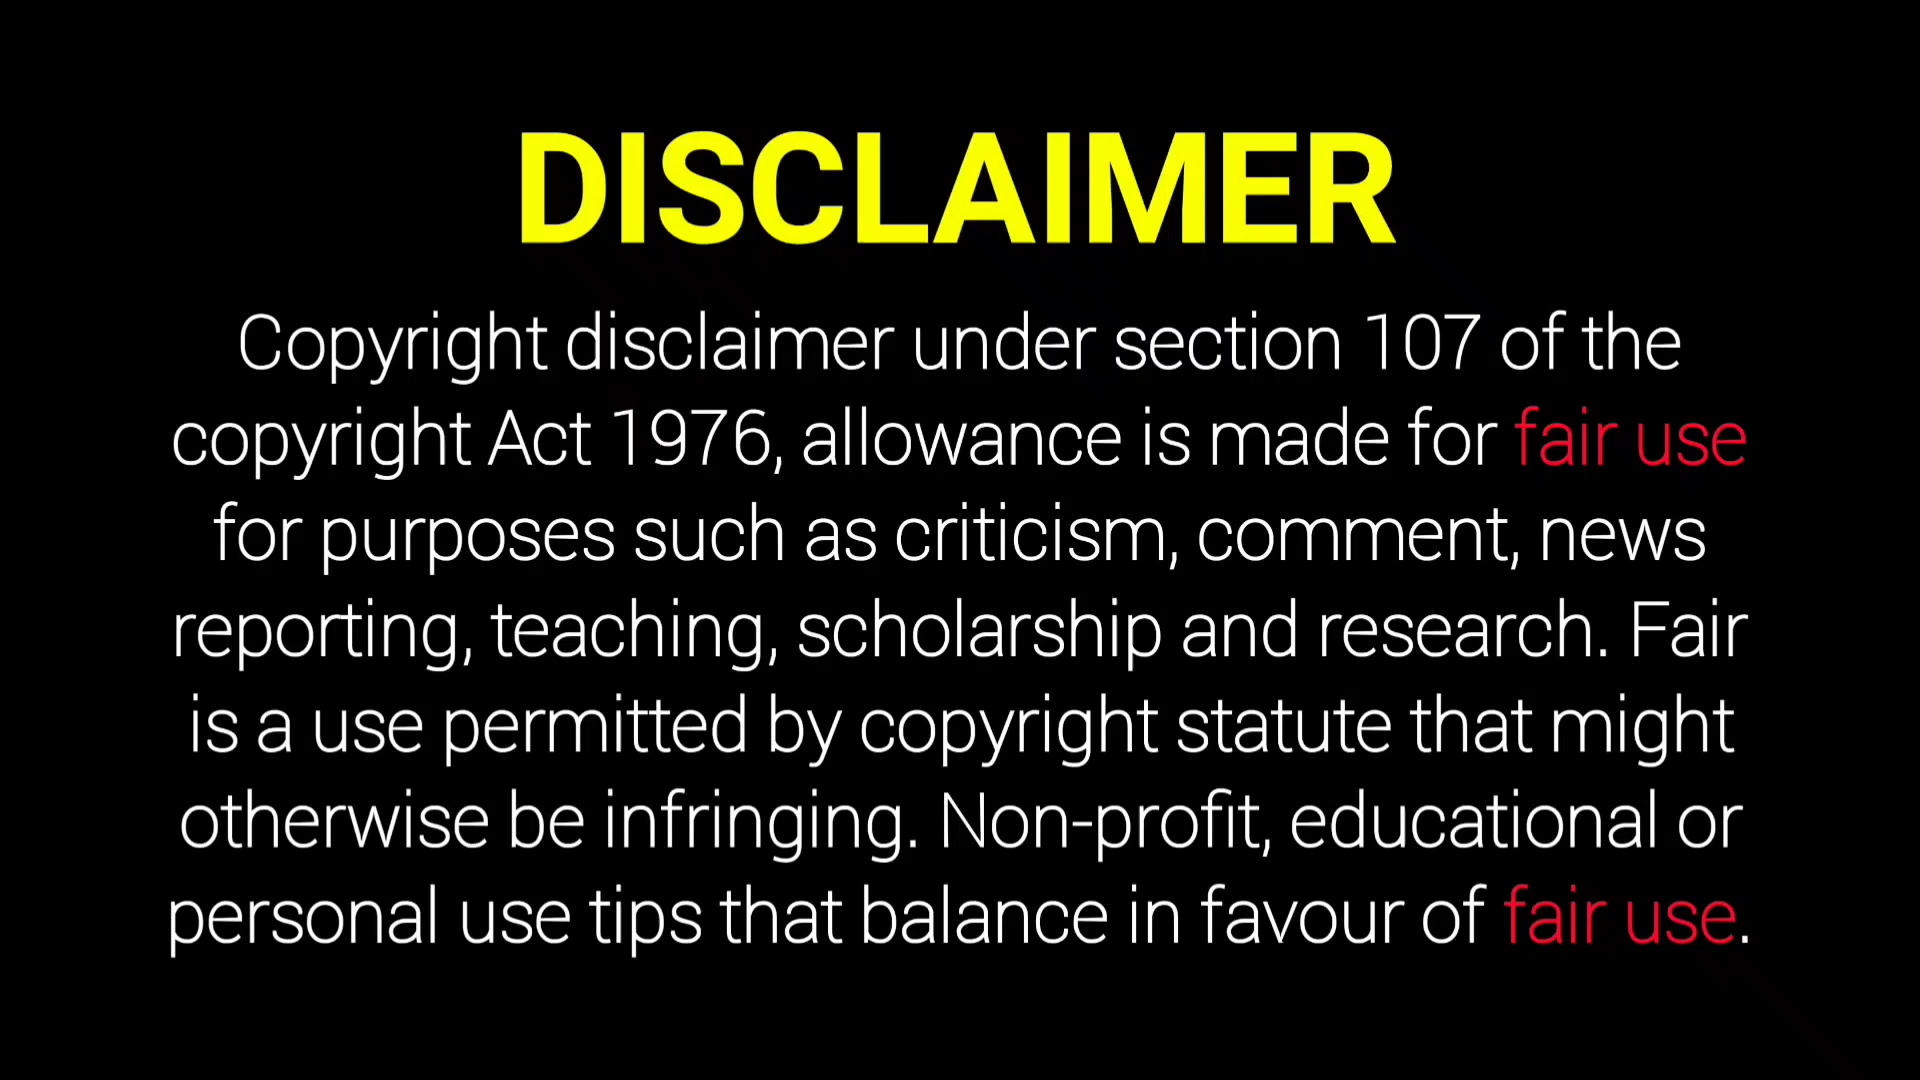 DISCLAIMER
Copyright disclaimer under section 107 of the
copyright Act 1976, allowance is made for fair use
for purposes such as criticism, comment, news
reporting, teaching, scholarship and research. Fair
is a use permitted by copyright statute that might
otherwise be infringing. Non-profit, educational or
personal use tips that balance in favour of fair use.